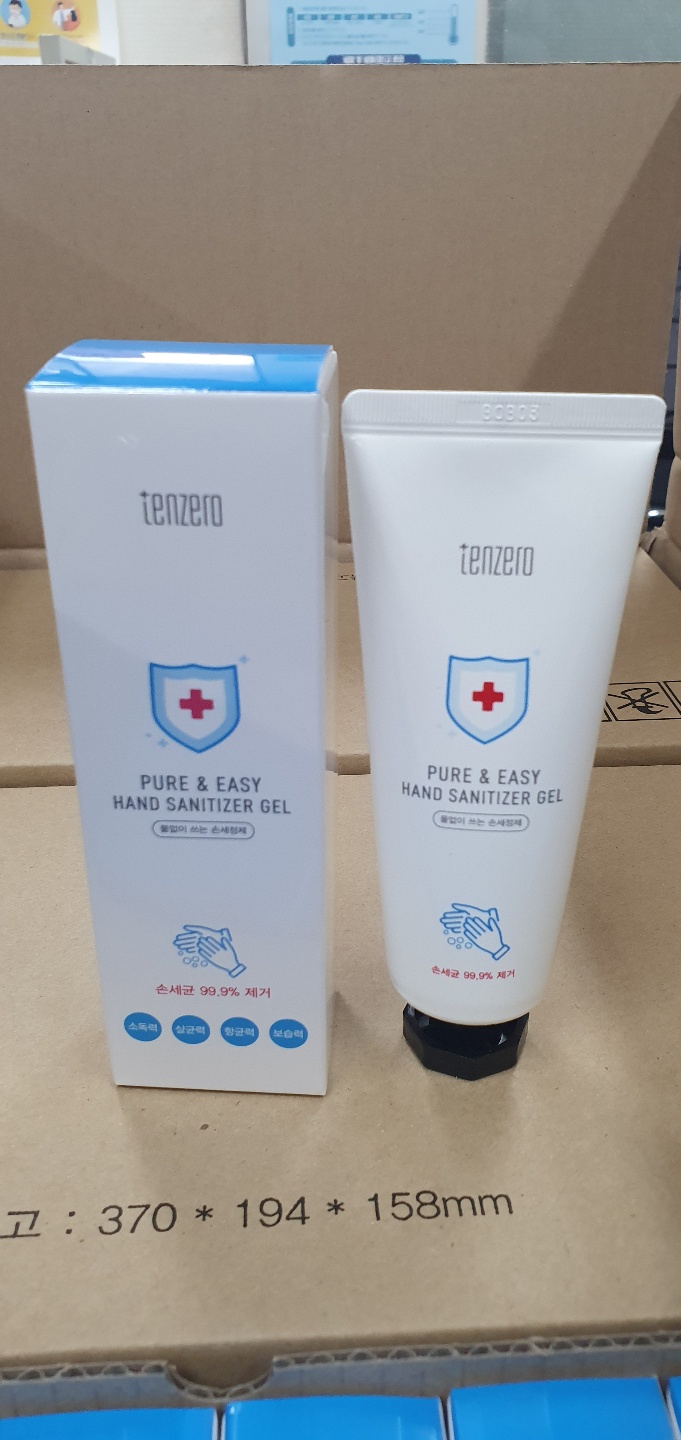 tenzero
PURE & EASY
HAND SANITIZER GEL
물없이 쓰는 손세정제
손세균 99.9% 제거
소독력 살균력 항균력 보습력
tenzero
PURE & EASY
HAND SANITIZER GEL
물없이 쓰는 손세정제
손세균 99.9% 제거
고 : 370 * 194 * 158mm